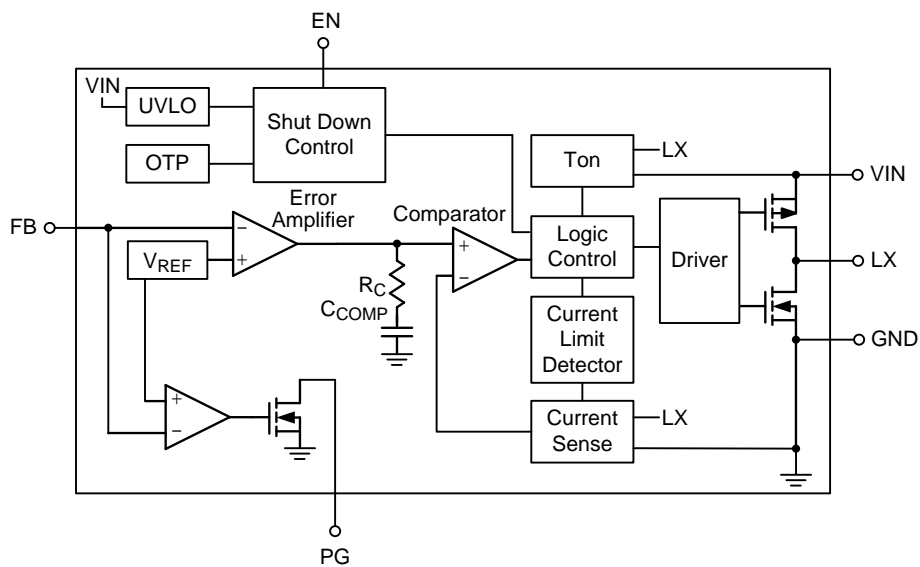 EN
VIN
UVLO
OTP
Shut Down
Control
Ton
LX
VIN
FB
Error
Amplifier
−
+
VREF
Comparator
+
−
RC
CCOMP
Logic
Control
Driver
LX
Current
Limit
Detector
GND
+
−
Current
Sense
LX
PG